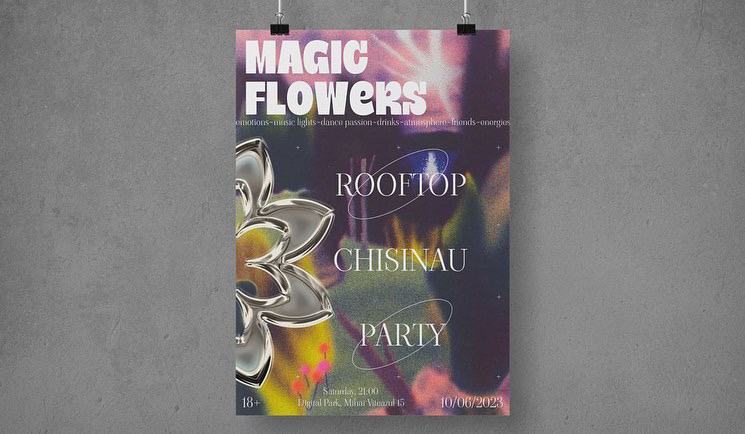 MAGIC
FLOWERS
emotions-music lights-dance passion-drinks-atmosphere-friends-energies
ROOFTOP
CHISINAU
PARTY
Saturday, 21:00
18+ Digital Park, Mihai Viteazul 15 10/06/2023